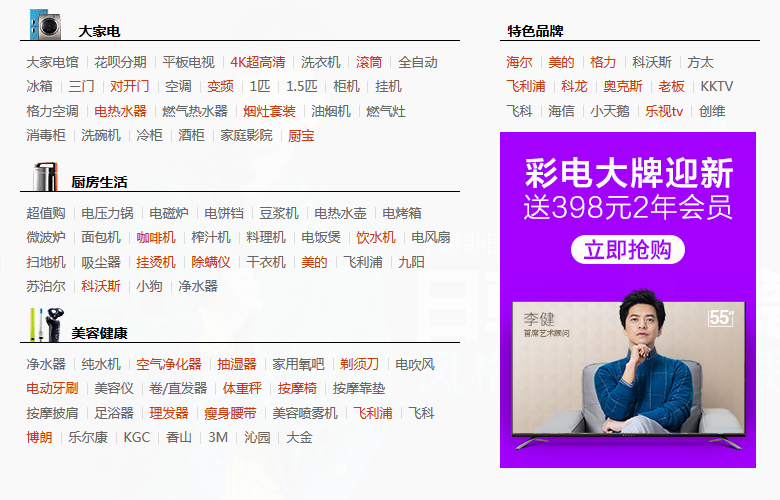 大家电
大家电馆 花呗分期 平板电视 4K超高清 洗衣机 滚筒 全自动
冰箱 三门 对开门 空调 变频 1匹 1.5匹 柜机 挂机
格力空调 电热水器 燃气热水器 烟灶套装 油烟机 燃气灶
消毒柜 洗碗机 冷柜 酒柜 家庭影院 厨宝
厨房生活
超值购 电压力锅 电磁炉 电饼铛 豆浆机 电热水壶 电烤箱
微波炉 面包机 咖啡机 榨汁机 料理机 电饭煲 饮水机 电风扇
扫地机 吸尘器 挂烫机 除螨仪 干衣机 美的 飞利浦 九阳
苏泊尔 科沃斯 小狗 净水器
美容健康
净水器 纯水机 空气净化器 抽湿器 家用氧吧 剃须刀 电吹风
电动牙刷 美容仪 卷/直发器 体重秤 按摩椅 按摩靠垫
按摩披肩 足浴器 理发器 瘦身腰带 美容喷雾机 飞利浦 飞科
博朗 乐尔康 KGC 香山 3M 沁园 大金
特色品牌
海尔 美的 格力 科沃斯 方太
飞利浦 科龙 奥克斯 老板 KKTV
飞科 海信 小天鹅 乐视tv 创维
彩电大牌迎新
送398元2年会员
立即抢购
李健
首席艺术顾问
55"